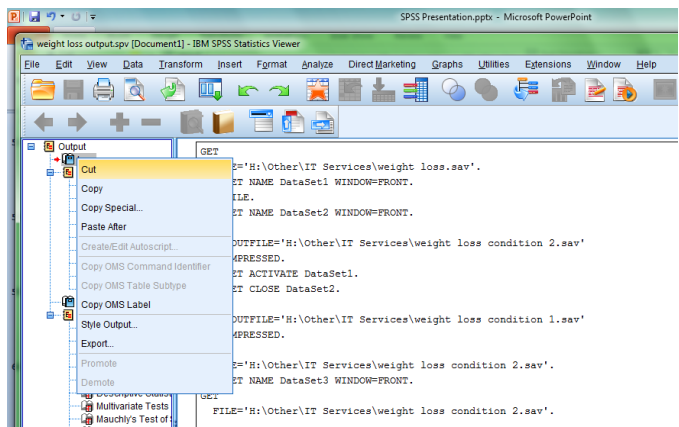 SPSS Presentation.pptx - Microsoft PowerPoint
weight loss output.spv [Document1] - IBM SPSS Statistics Viewer
File Edit View Data Transform Insert Format Analyze Direct Marketing Graphs Utilities Extensions Window Help
Output
Cut
Copy
Copy Special...
Paste After
Create/Edit Autoscript...
Copy OMS Command Identifier
Copy OMS Table Subtype
Copy OMS Label
Style Output...
Export...
Promote
Demote
Descriptive Statist
Multivariate Tests
Mauchly's Test of
GET
='H:\Other\IT Services\weight loss.sav'.
ET NAME DataSet1 WINDOW=FRONT.
ILE.
ET NAME DataSet2 WINDOW=FRONT.
OUTFILE='H:\Other\IT Services\weight loss condition 2.sav'
MPRESSED.
ET ACTIVATE DataSet1.
ET CLOSE DataSet2.
OUTFILE='H:\Other\IT Services\weight loss condition 1.sav'
MPRESSED.
='H:\Other\IT Services\weight loss condition 2.sav'.
ET NAME DataSet3 WINDOW=FRONT.
GET
FILE='H:\Other\IT Services\weight loss condition 2.sav'.